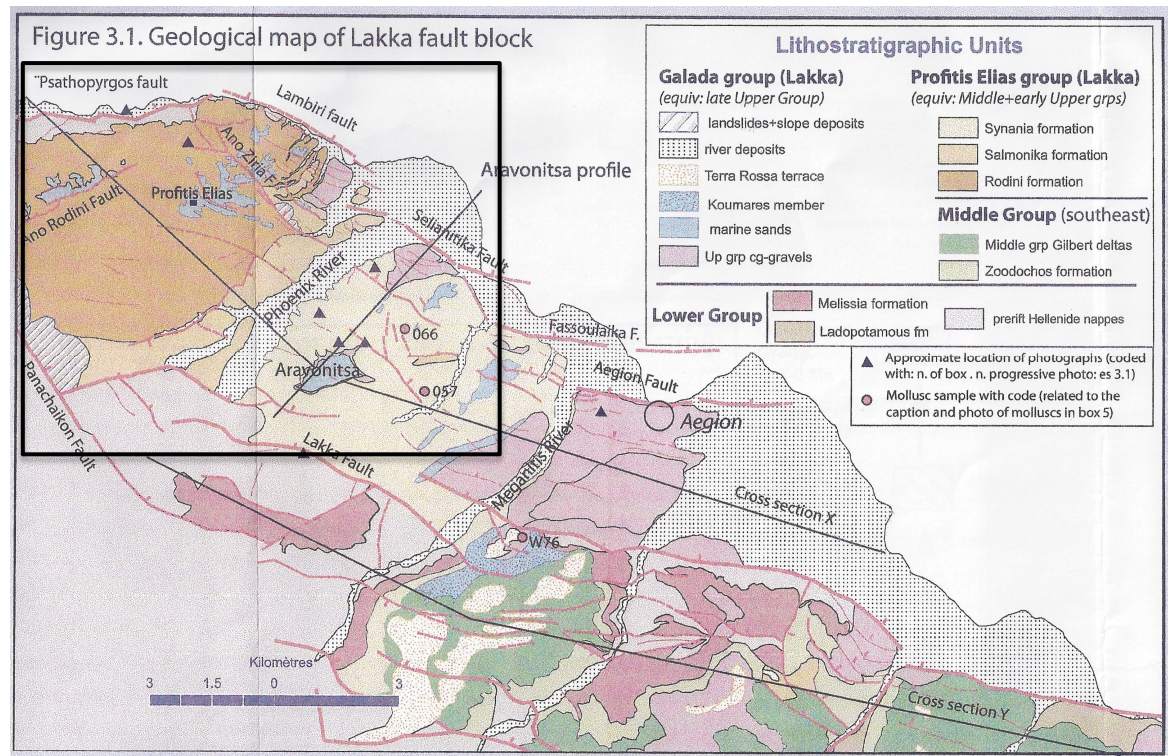 Figure 3.1. Geological map of Lakka fault block
Lithostratigraphic Units
Galada group (Lakka)
(equiv: late Upper Group)
landslides+slope deposits
river deposits
Terra Rossa terrace
Koumares member
marine sands
Up grp cg-gravels
Profitis Elias group (Lakka)
(equiv: Middle+early Upper grps)
Synania formation
Salmonika formation
Rodini formation
Middle Group (southeast)
Middle grp Gilbert deltas
Zoodochos formation
Lower Group
Melissia formation
Ladopotamous fm
prerift Hellenide nappes
Approximate location of photographs (coded
with: n. of box . n. progressive photo: es 3.1)
Mollusc sample with code (related to the
caption and photo of molluscs in box 5)
"Psathopyrgos fault
Lambiri fault
Ano Ziria F.
Aravonitsa profile
Profitis Elias
Ano Rodini Fault
Selianitika Fault
Phoenix River
066
Fassoulaika F.
Aravonitsa
057
Aegion Fault
Aegion
Panachaikon Fault
Lakka Fault
Meganitis River
Cross section X
W76
Kilomètres
3 1.5 0 3
Cross section Y